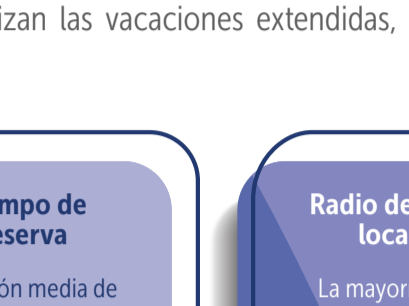 izan las vacaciones extendidas,
mpo de
eserva
ón media de
Radio de
loca
La mayor